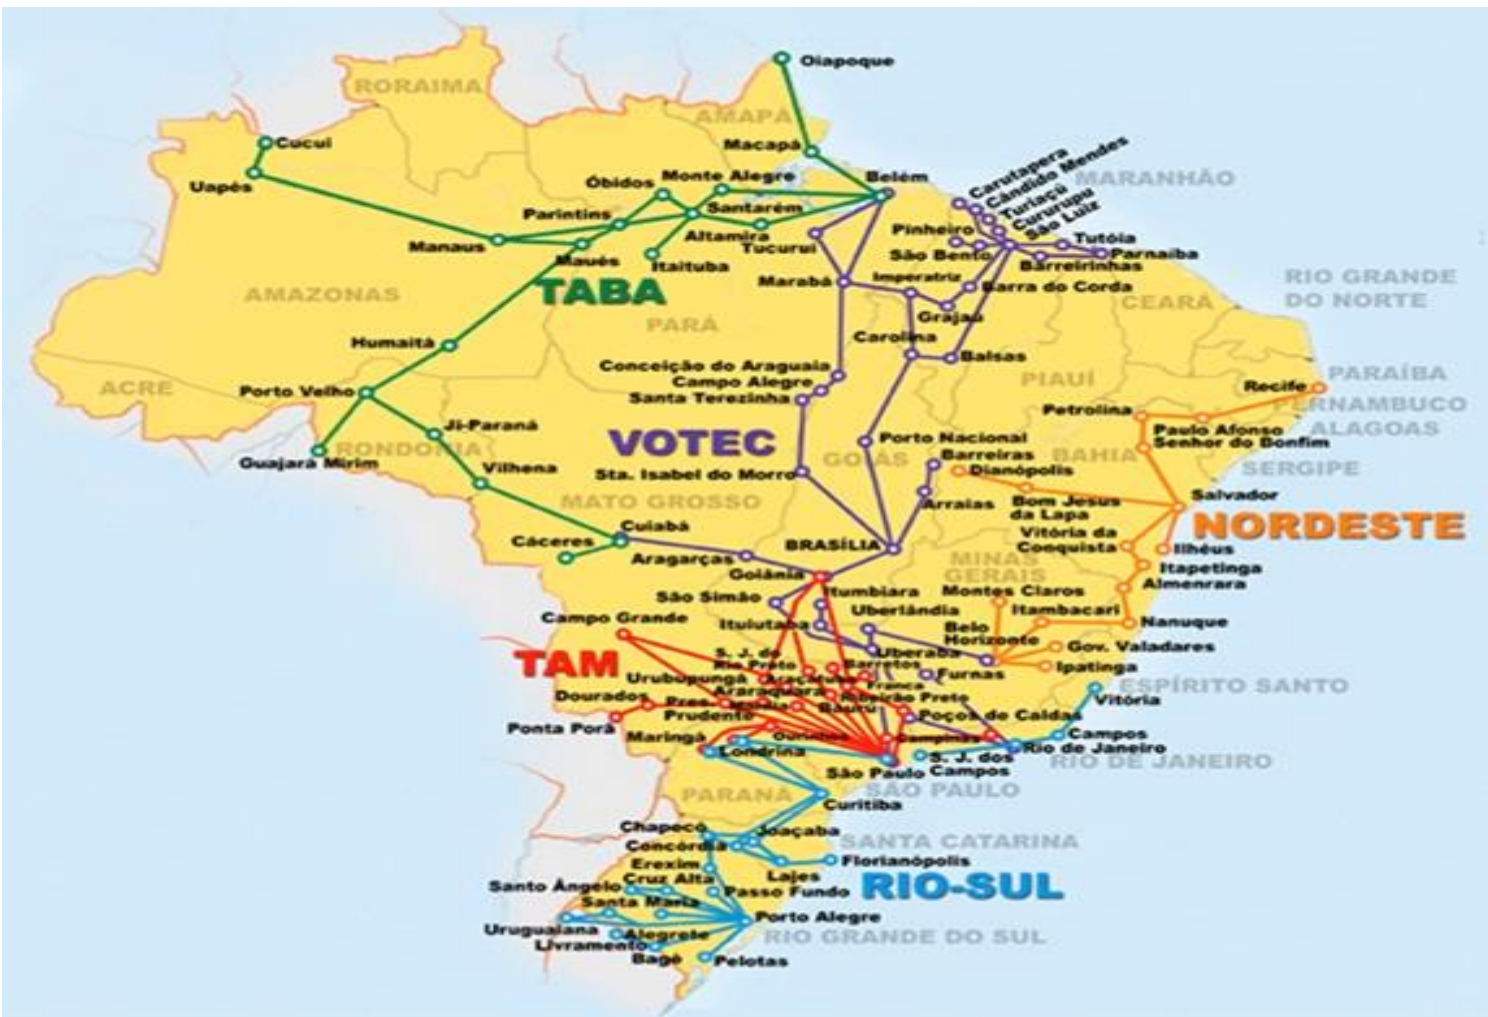 Oiapoque
RORAIMA
AMAPÁ
Cucui
Macapá
Carutapera
Cândido Mendes
Turiaçú
Cururupu
São Luiz
MARANHÃO
Uapés
Óbidos
Monte Alegre
Belém
Parintins
Santarém
Manaus
Altamira
Tucurui
Pinheiro
Tutóia
Maués
Itaituba
São Bento
Parnaíba
Barreirinhas
TABA
Marabá
Imperatriz
Barra do Corda
RIO GRANDE
DO NORTE
AMAZONAS
PARÁ
Grajaú
CEARÁ
Humaitá
Carolina
Balsas
Conceição do Araguaia
Campo Alegre
Santa Terezinha
PIAUÍ
PARAÍBA
ACRE
Porto Velho
Recife
PERNAMBUCO
Petrolina
Paulo Afonso
ALAGOAS
Ji-Paraná
RONDÔNIA
Guajará Mirim
VOTEC
Porto Nacional
Senhor do Bonfim
GOIÁS
Barreiras
BAHIA
SERGIPE
Vilhena
Sta. Isabel do Morro
Dianópolis
MATO GROSSO
Arraias
Bom Jesus
da Lapa
Salvador
NORDESTE
Cuiabá
Cáceres
Aragarças
BRASÍLIA
Vitória da
Conquista
Ilhéus
MINAS
GERAIS
Itapetinga
Goiânia
Almenara
São Simão
Itumbiara
Montes Claros
Uberlândia
Itambacari
Campo Grande
Ituiutaba
Belo
Horizonte
Nanuque
Gov. Valadares
TAM
S. J. do
Rio Preto
Uberaba
Barretos
Furnas
Ipatinga
Urubupungá
Araçatuba
Franca
ESPÍRITO SANTO
Dourados
Pres.
Prudente
Marília
Araraquara
Bauru
Ribeirão Preto
Vitória
Poços de Caldas
Ponta Porã
Maringá
Ourinhos
Campinas
Campos
Londrina
Rio de Janeiro
S. J. dos
Campos
RIO DE JANEIRO
São Paulo
SÃO PAULO
PARANÁ
Curitiba
Chapecó
Joaçaba
SANTA CATARINA
Concórdia
Erexim
Lajes
Florianópolis
Santo Ângelo
Cruz Alta
Passo Fundo
RIO-SUL
Santa Maria
Porto Alegre
Uruguaiana
Alegrete
RIO GRANDE DO SUL
Livramento
Bagé
Pelotas